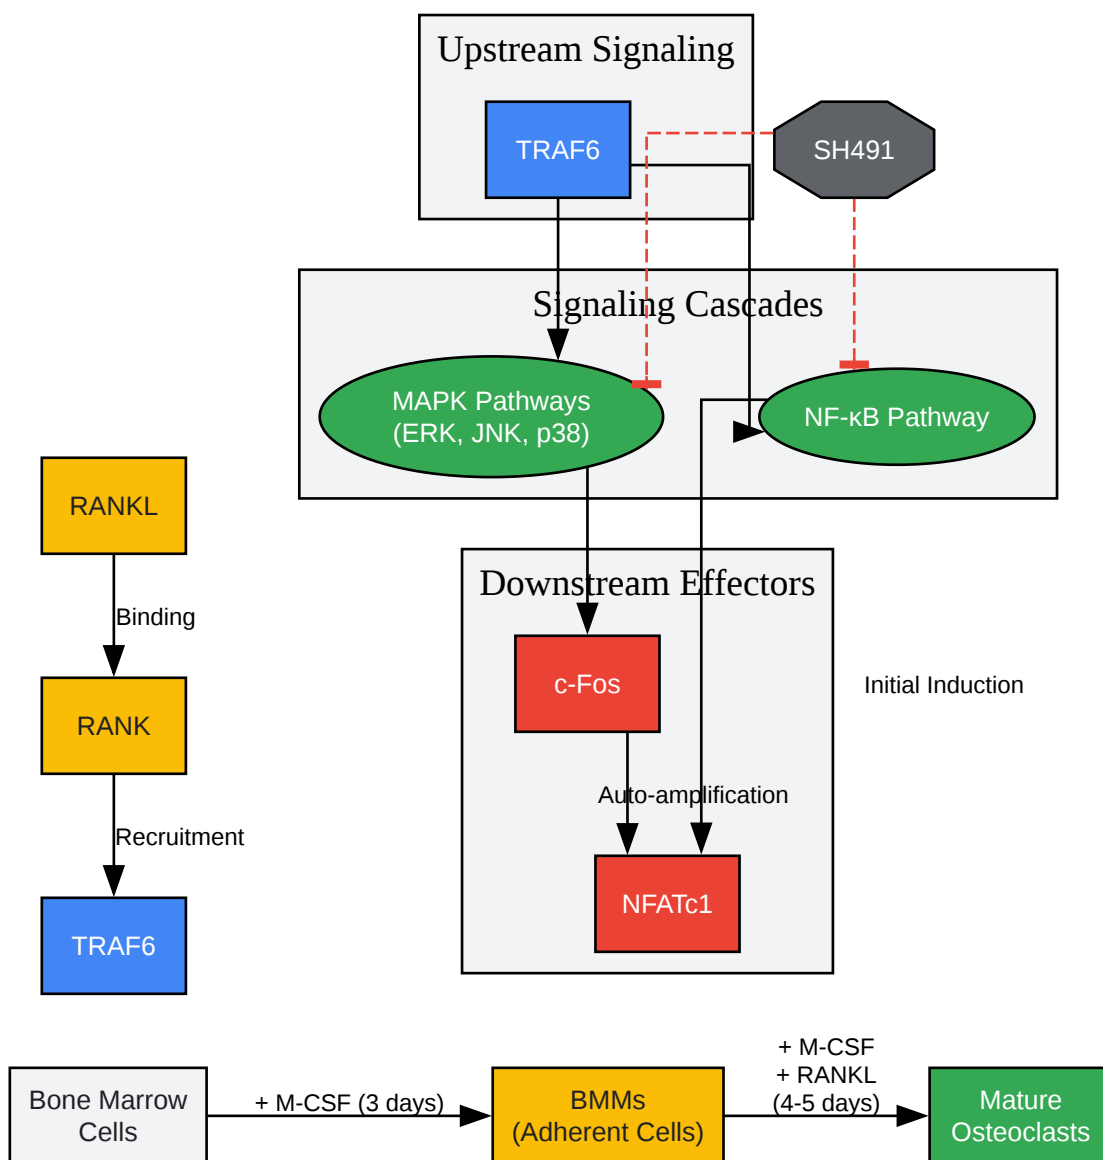 Upstream Signaling
TRAF6
SH491
Signaling Cascades
MAPK Pathways
(ERK, JNK, p38)
NF-κB Pathway
RANKL
Binding
RANK
Recruitment
TRAF6
Downstream Effectors
c-Fos
Initial Induction
Auto-amplification
NFATc1
Bone Marrow
Cells
+ M-CSF (3 days)
BMMs
(Adherent Cells)
+ M-CSF
+ RANKL
(4-5 days)
Mature
Osteoclasts